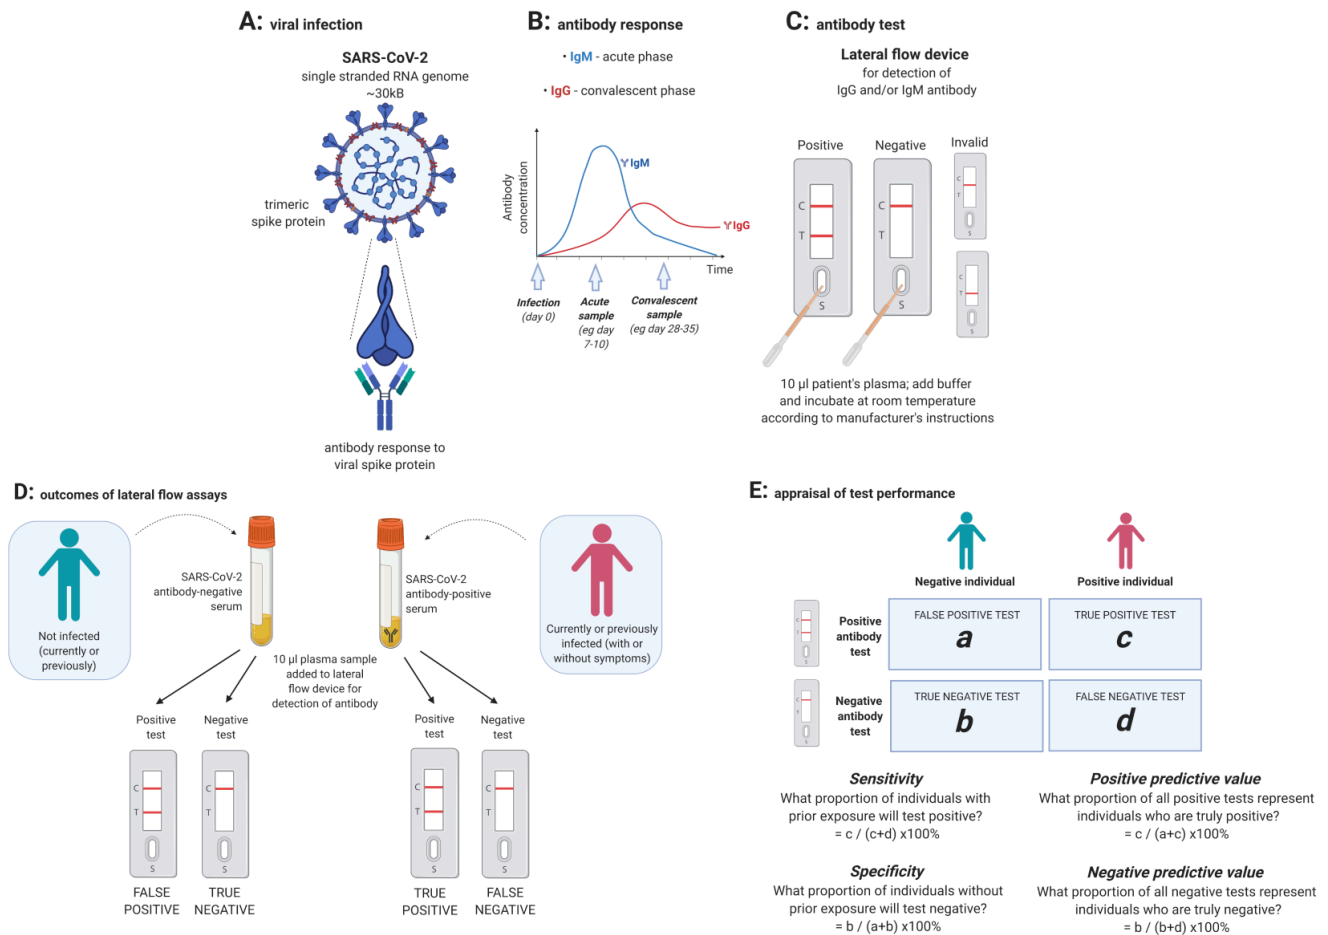 A: viral infection
SARS-CoV-2
single stranded RNA genome
~30kB
trimeric
spike protein
antibody response to
viral spike protein
B: antibody response
• IgM - acute phase
• IgG - convalescent phase
Antibody
concentration
IgM
IgG
Time
Infection
(day 0)
Acute
sample
(eg day
7-10)
Convalescent
sample
(eg day 28-35)
C: antibody test
Lateral flow device
for detection of
IgG and/or IgM antibody
Positive
Negative
Invalid
C
T
S
C
T
S
C
T
S
C
T
S
10 µl patient's plasma; add buffer
and incubate at room temperature
according to manufacturer's instructions
D: outcomes of lateral flow assays
Not infected
(currently or
previously)
SARS-CoV-2
antibody-negative
serum
SARS-CoV-2
antibody-positive
serum
Currently or previously
infected (with or
without symptoms)
10 µl plasma sample
added to lateral
flow device for
detection of antibody
Positive
test
Negative
test
Positive
test
Negative
test
C
T
S
C
T
S
C
T
S
C
T
S
FALSE
POSITIVE
TRUE
NEGATIVE
TRUE
POSITIVE
FALSE
NEGATIVE
E: appraisal of test performance
Negative individual
Positive individual
C
T
S
Positive
antibody
test
FALSE POSITIVE TEST
a
TRUE POSITIVE TEST
c
C
T
S
Negative
antibody
test
TRUE NEGATIVE TEST
b
FALSE NEGATIVE TEST
d
Sensitivity
What proportion of individuals with
prior exposure will test positive?
= c / (c+d) x100%
Positive predictive value
What proportion of all positive tests represent
individuals who are truly positive?
= c / (a+c) x100%
Specificity
What proportion of individuals without
prior exposure will test negative?
= b / (a+b) x100%
Negative predictive value
What proportion of all negative tests represent
individuals who are truly negative?
= b / (b+d) x100%